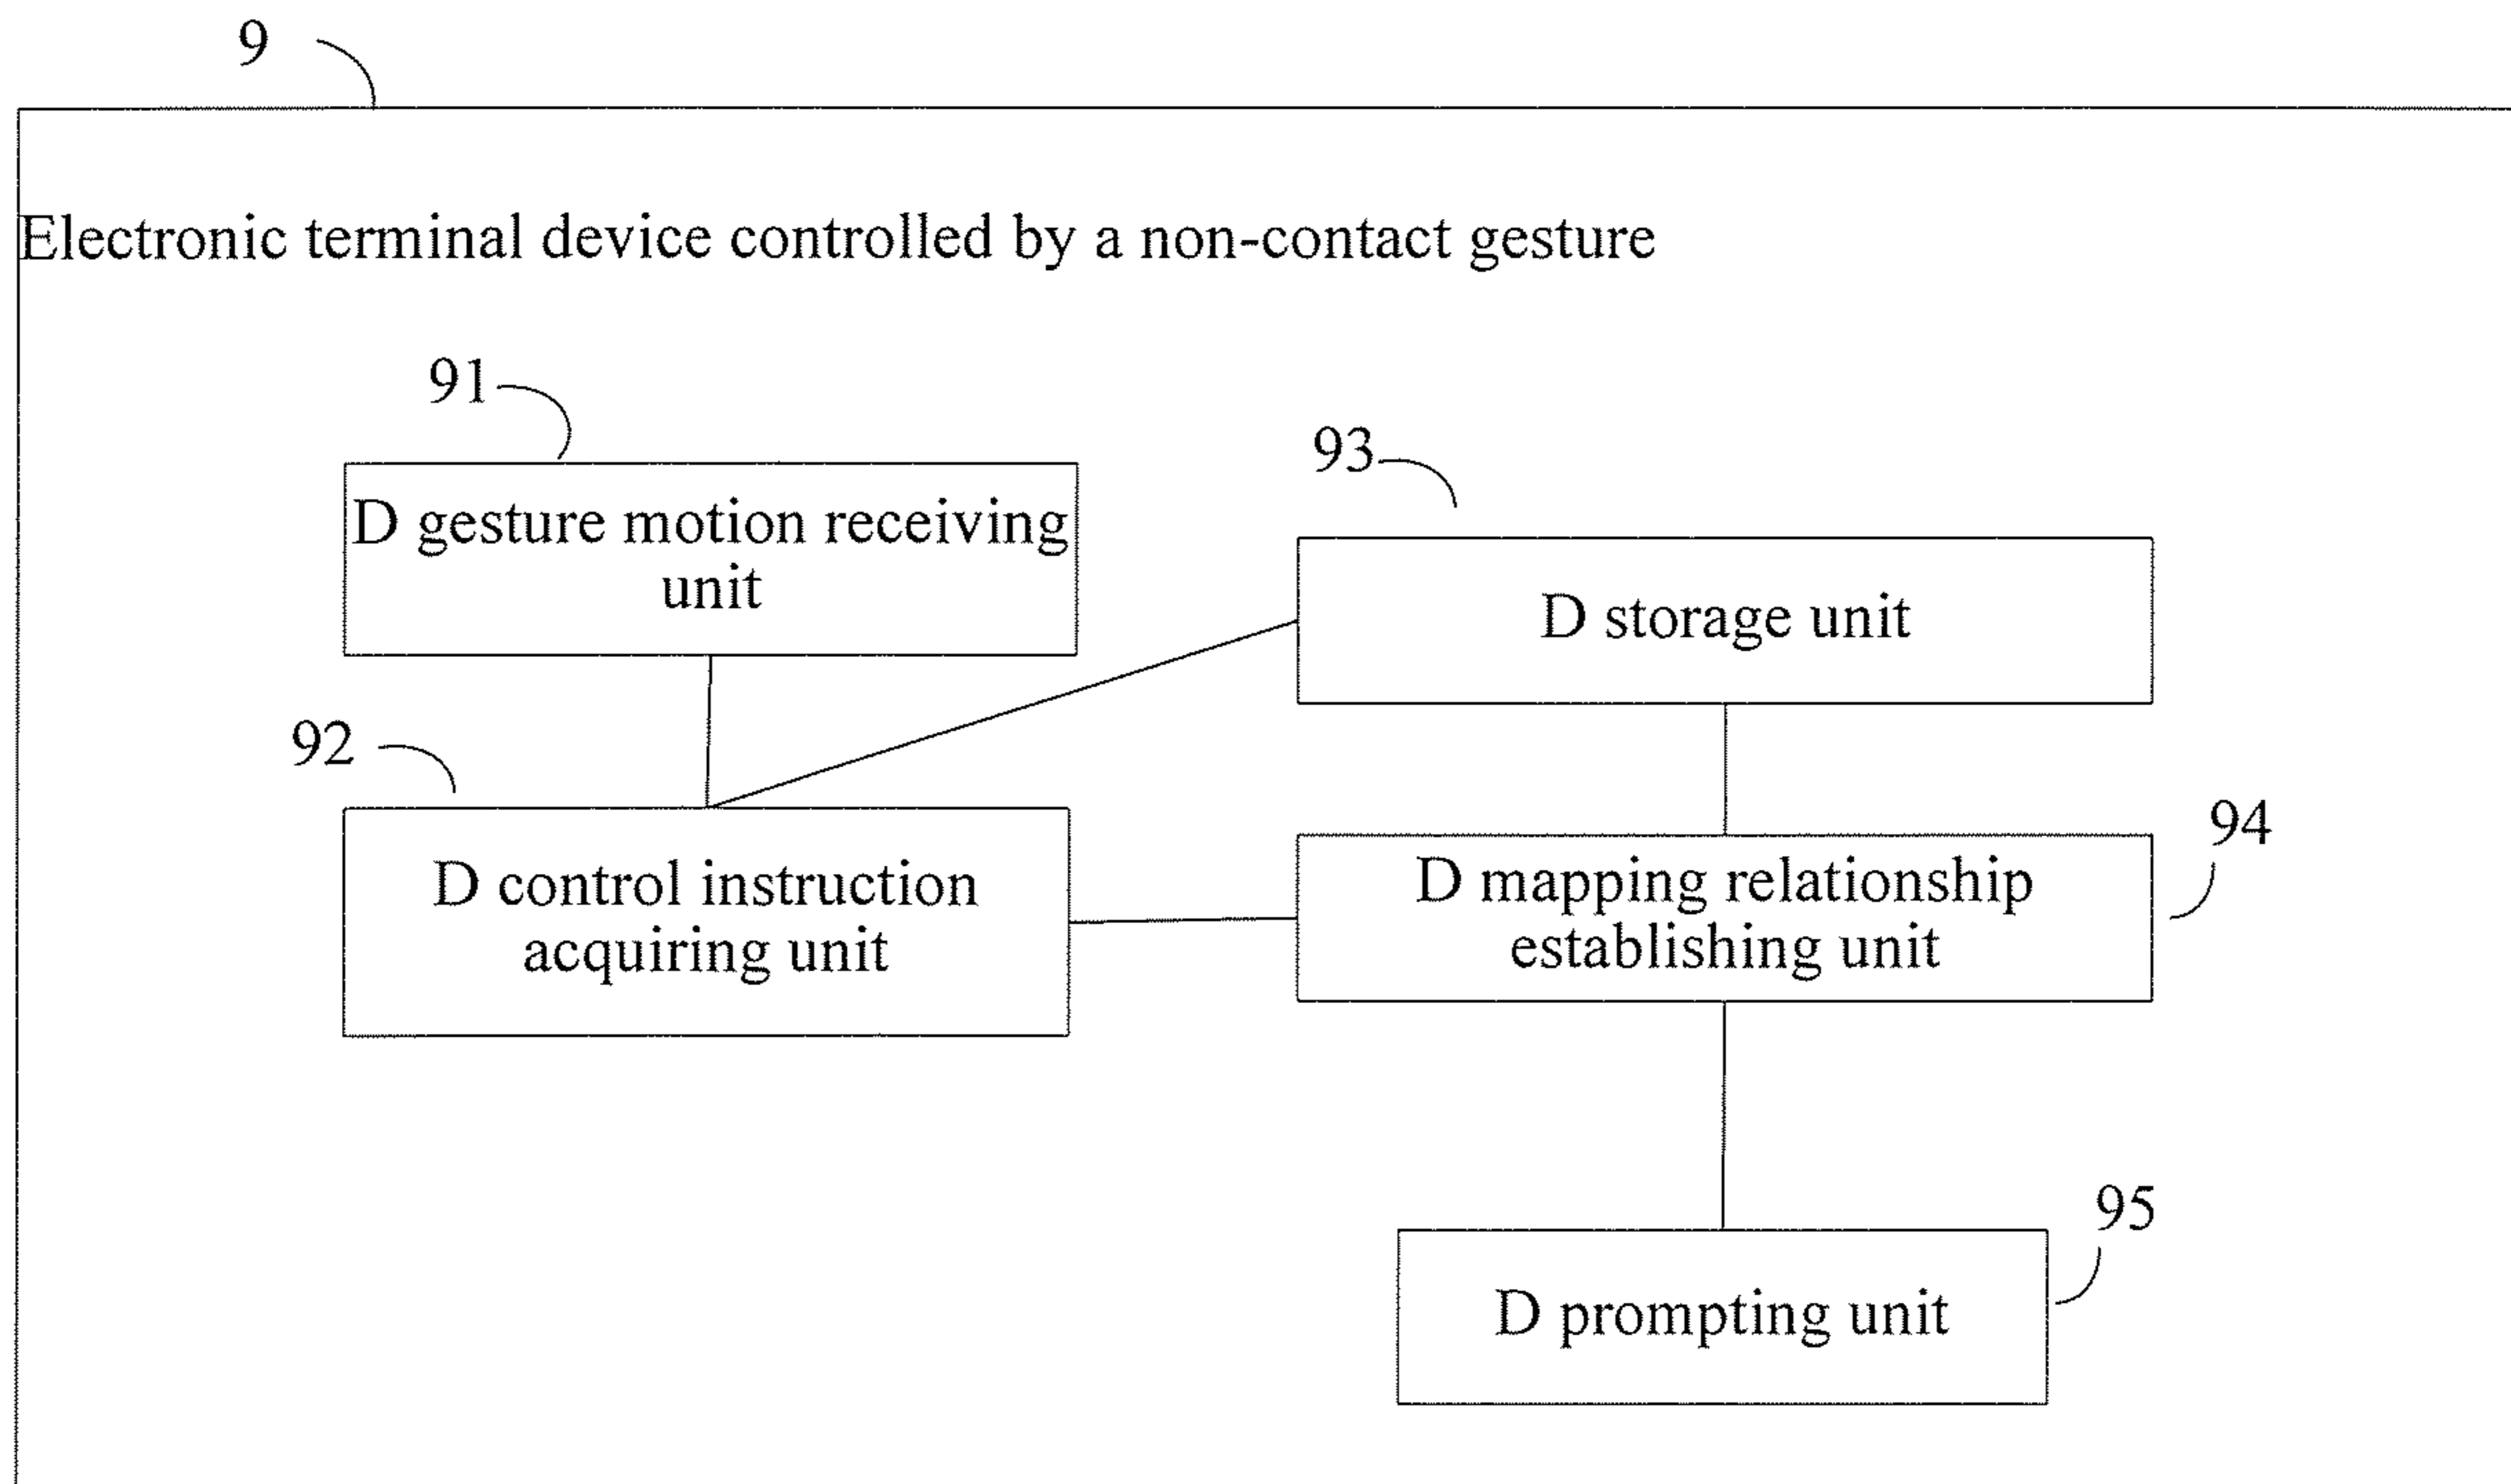 9
Electronic terminal device controlled by a non-contact gesture
91
D gesture motion receiving
unit
93
D storage unit
92
D control instruction
acquiring unit
94
D mapping relationship
establishing unit
95
D prompting unit